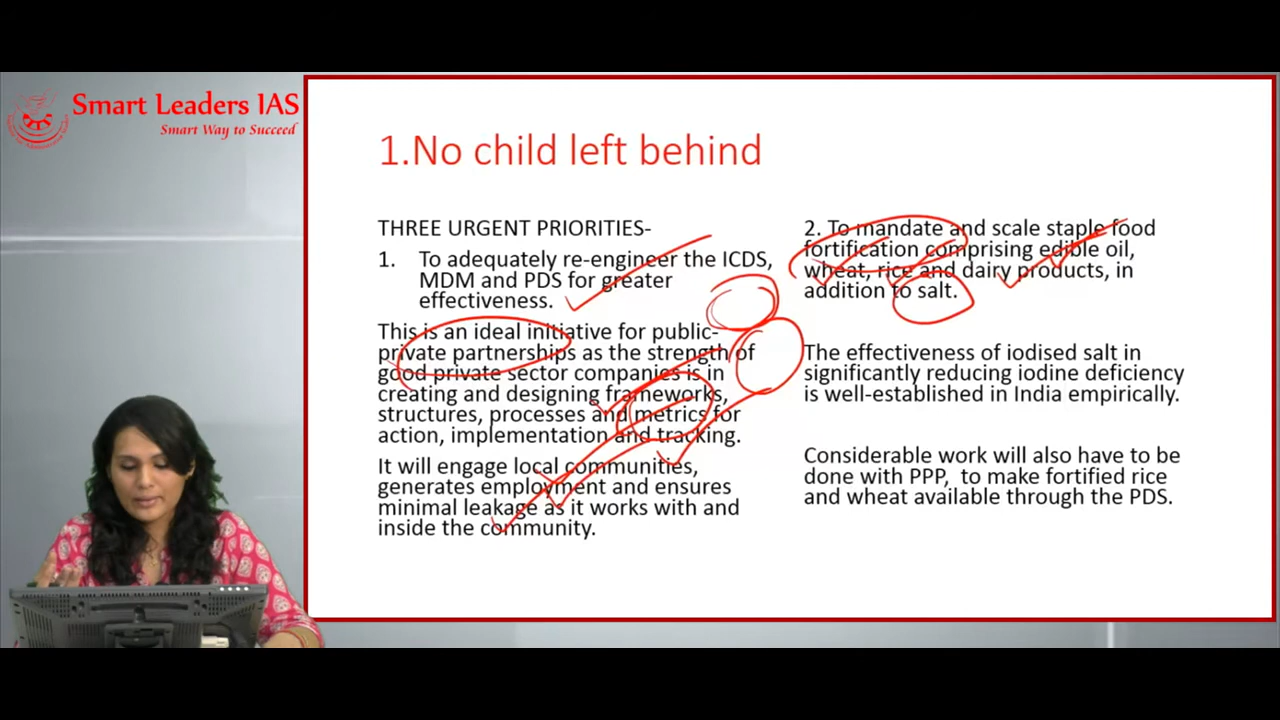 Smart Leaders IAS
Smart Way to Succeed
1.No child left behind
THREE URGENT PRIORITIES-
1. To adequately re-engineer the ICDS,
MDM and PDS for greater
effectiveness.
This is an ideal initiative for public-
private partnerships as the strength of
good private sector companies is in
creating and designing frameworks,
structures, processes and metrics for
action, implementation and tracking.
It will engage local communities,
generates employment and ensures
minimal leakage as it works with and
inside the community.
2. To mandate and scale staple food
fortification comprising edible oil,
wheat, rice and dairy products, in
addition to salt.
The effectiveness of iodised salt in
significantly reducing iodine deficiency
is well-established in India empirically.
Considerable work will also have to be
done with PPP, to make fortified rice
and wheat available through the PDS.